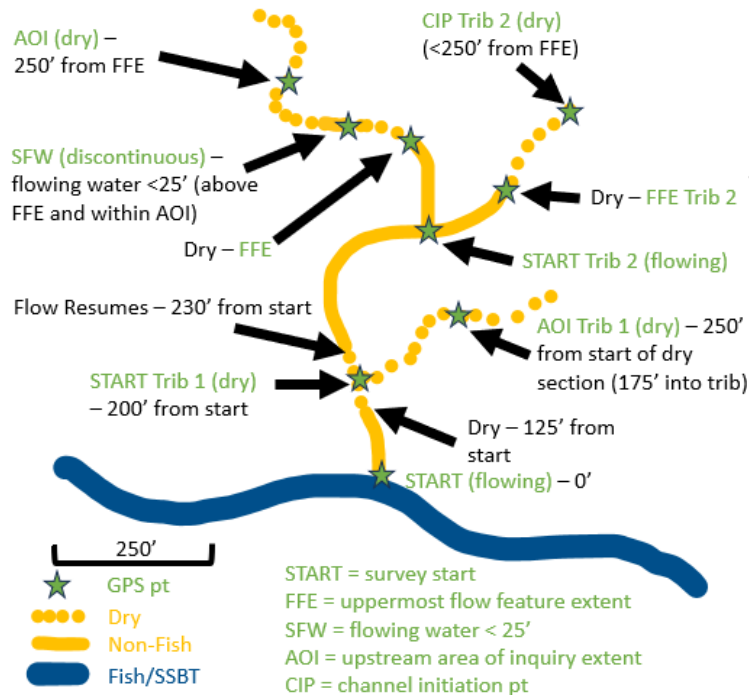 AOI (dry) –
250’ from FFE
CIP Trib 2 (dry)
(<250’ from FFE)
SFW (discontinuous) –
flowing water <25’ (above
FFE and within AOI)
Dry – FFE Trib 2
Dry – FFE
START Trib 2 (flowing)
Flow Resumes – 230’ from start
AOI Trib 1 (dry) – 250’
from start of dry
section (175’ into trib)
START Trib 1 (dry)
– 200’ from start
Dry – 125’ from
start
START (flowing) – 0’
250’
GPS pt
Dry
Non-Fish
Fish/SSBT
START = survey start
FFE = uppermost flow feature extent
SFW = flowing water < 25’
AOI = upstream area of inquiry extent
CIP = channel initiation pt